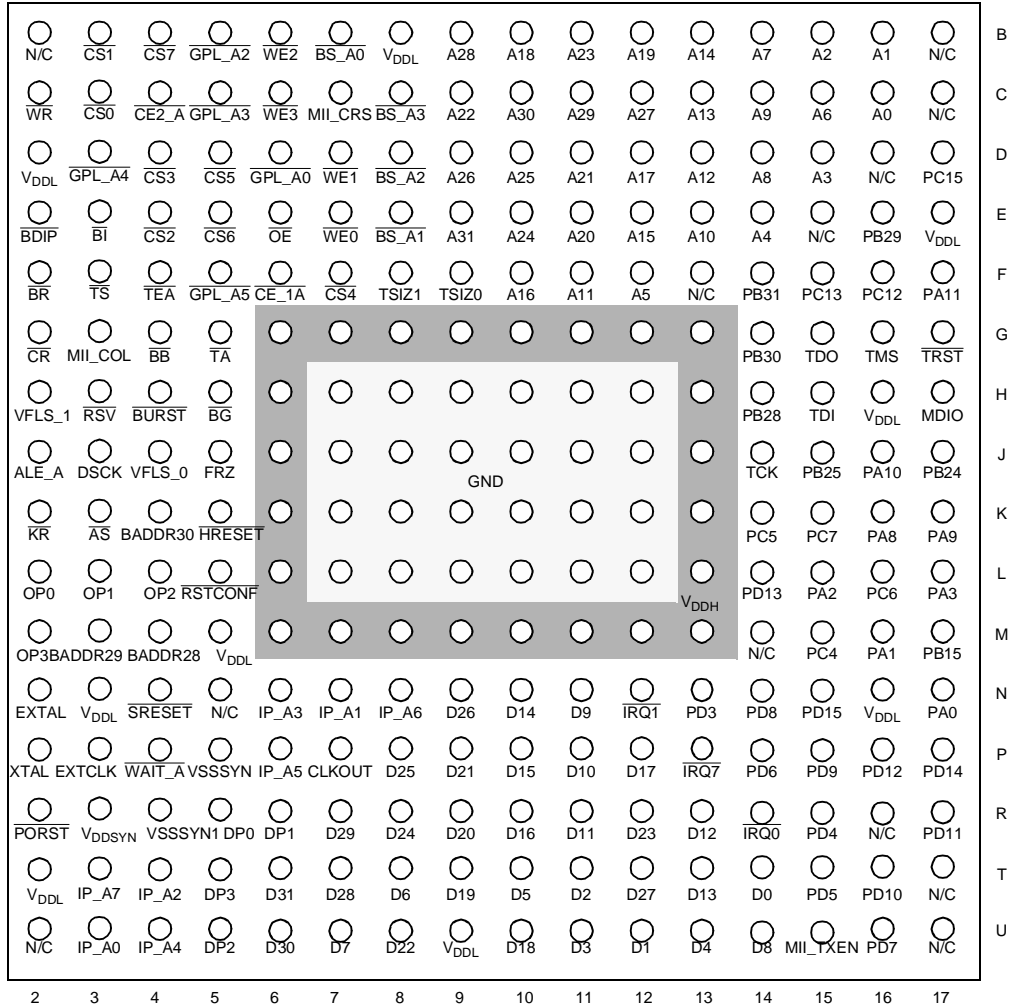 B
N/C CS1 CS7 GPL_A2 WE2 BS_A0 VDDL A28 A18 A23 A19 A14 A7 A2 A1 N/C
C
WR CS0 CE2_A GPL_A3 WE3 MII_CRS BS_A3 A22 A30 A29 A27 A13 A9 A6 A0 N/C
D
VDDL GPL_A4 CS3 CS5 GPL_A0 WE1 BS_A2 A26 A25 A21 A17 A12 A8 A3 N/C PC15
E
BDIP BI CS2 CS6 OE WE0 BS_A1 A31 A24 A20 A15 A10 A4 N/C PB29 VDDL
F
BR TS TEA GPL_A5 CE_1A CS4 TSIZ1 TSIZ0 A16 A11 A5 N/C PB31 PC13 PC12 PA11
G
CR MII_COL BB TA PB30 TDO TMS TRST
H
VFLS_1 RSV BURST BG PB28 TDI VDDL MDIO
J
ALE_A DSCK VFLS_0 FRZ TCK PB25 PA10 PB24
GND
K
KR AS BADDR30 HRESET PC5 PC7 PA8 PA9
L
OP0 OP1 OP2 RSTCONF PD13 PA2 PC6 PA3
VDDH
M
OP3 BADDR29 BADDR28 VDDL N/C PC4 PA1 PB15
N
EXTAL VDDL SRESET N/C IP_A3 IP_A1 IP_A6 D26 D14 D9 IRQ1 PD3 PD8 PD15 VDDL PA0
P
XTAL EXTCLK WAIT_A VSSSYN IP_A5 CLKOUT D25 D21 D15 D10 D17 IRQ7 PD6 PD9 PD12 PD14
R
PORST VDDSYN VSSSYN1 DP0 DP1 D29 D24 D20 D16 D11 D23 D12 IRQ0 PD4 N/C PD11
T
VDDL IP_A7 IP_A2 DP3 D31 D28 D6 D19 D5 D2 D27 D13 D0 PD5 PD10 N/C
U
N/C IP_A0 IP_A4 DP2 D30 D7 D22 VDDL D18 D3 D1 D4 D8 MII_TXEN PD7 N/C
2 3 4 5 6 7 8 9 10 11 12 13 14 15 16 17